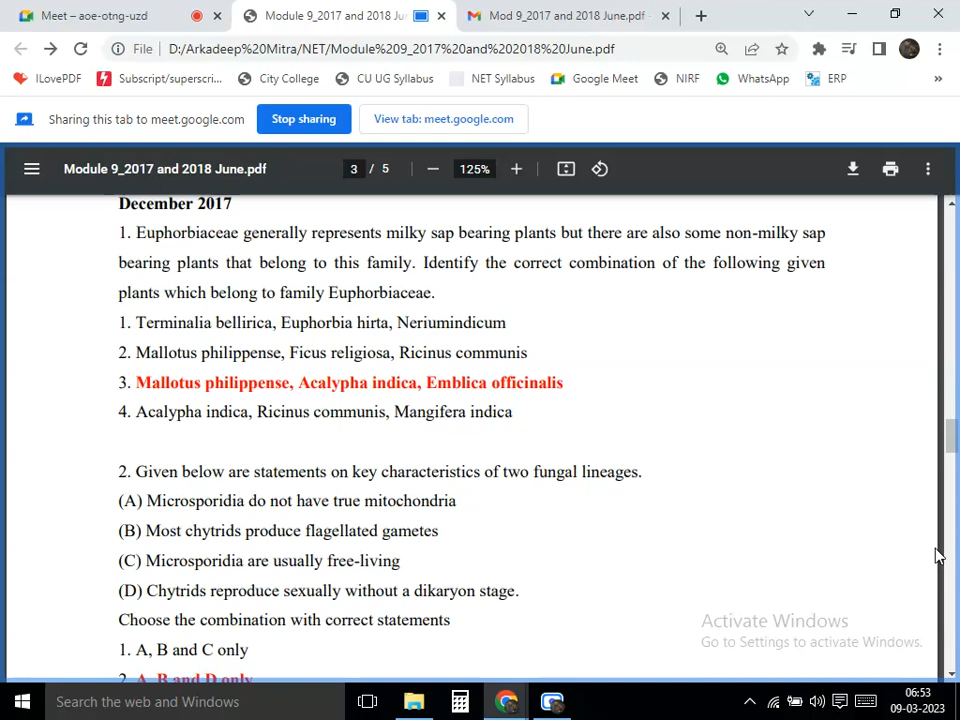 Meet – aoe-otng-uzd
Module 9_2017 and 2018 Ju
Mod 9_2017 and 2018 June.pdf -
File
D:/Arkadeep%20Mitra/NET/Module%209_2017%20and%202018%20June.pdf
ILovePDF
Subscript/superscri...
City College
CU UG Syllabus
NET Syllabus
Google Meet
NIRF
WhatsApp
ERP
»
Sharing this tab to meet.google.com
Stop sharing
View tab: meet.google.com
Module 9_2017 and 2018 June.pdf
3 / 5
125%
December 2017
1. Euphorbiaceae generally represents milky sap bearing plants but there are also some non-milky sap
bearing plants that belong to this family. Identify the correct combination of the following given
plants which belong to family Euphorbiaceae.
1. Terminalia bellirica, Euphorbia hirta, Neriumindicum
2. Mallotus philippense, Ficus religiosa, Ricinus communis
3. Mallotus philippense, Acalypha indica, Emblica officinalis
4. Acalypha indica, Ricinus communis, Mangifera indica
2. Given below are statements on key characteristics of two fungal lineages.
(A) Microsporidia do not have true mitochondria
(B) Most chytrids produce flagellated gametes
(C) Microsporidia are usually free-living
(D) Chytrids reproduce sexually without a dikaryon stage.
Choose the combination with correct statements
1. A, B and C only
2. A, B and D only
Activate Windows
Go to Settings to activate Windows.
Search the web and Windows
06:53
09-03-2023